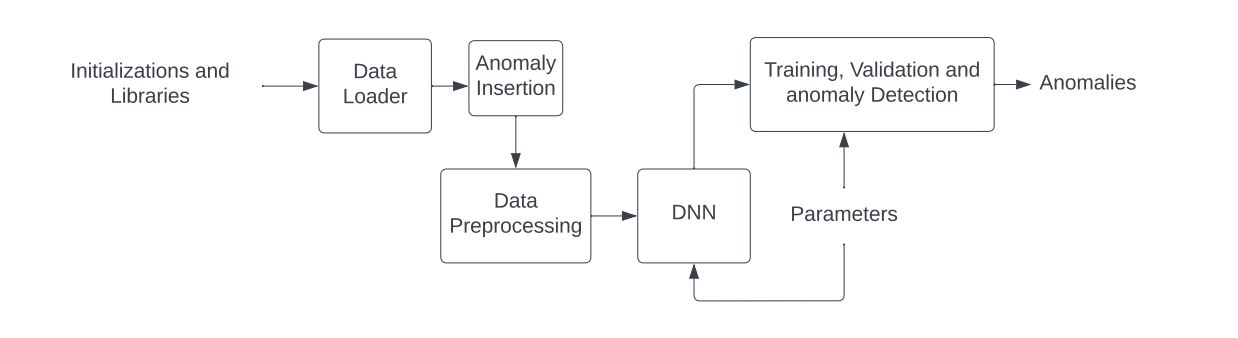 Initializations and
Libraries
Data
Loader
Anomaly
Insertion
Training, Validation and
anomaly Detection
Anomalies
Data
Preprocessing
DNN
Parameters